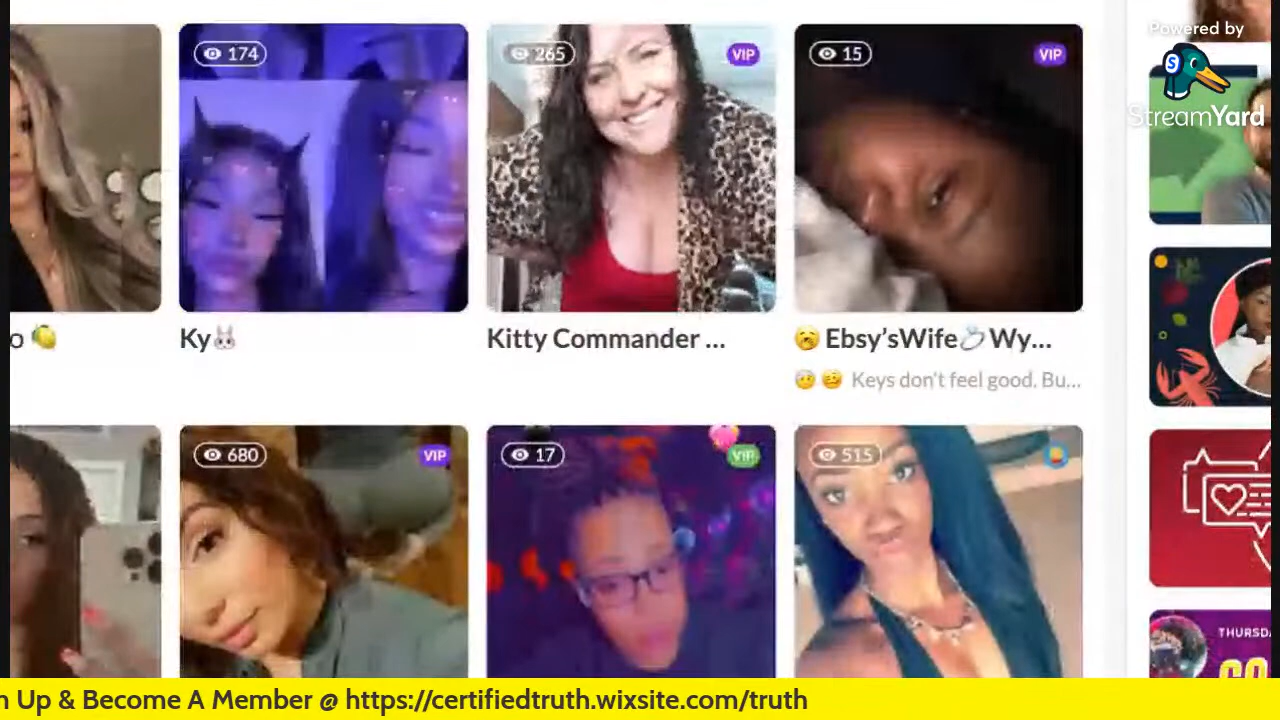 Powered by
StreamYard
174
265
VIP
15
VIP
o
Ky
Kitty Commander ...
Ebsy'sWife Wy...
Keys don't feel good. Bu...
680
VIP
17
VIP
515
THURSDA
n Up & Become A Member @ https://certifiedtruth.wixsite.com/truth